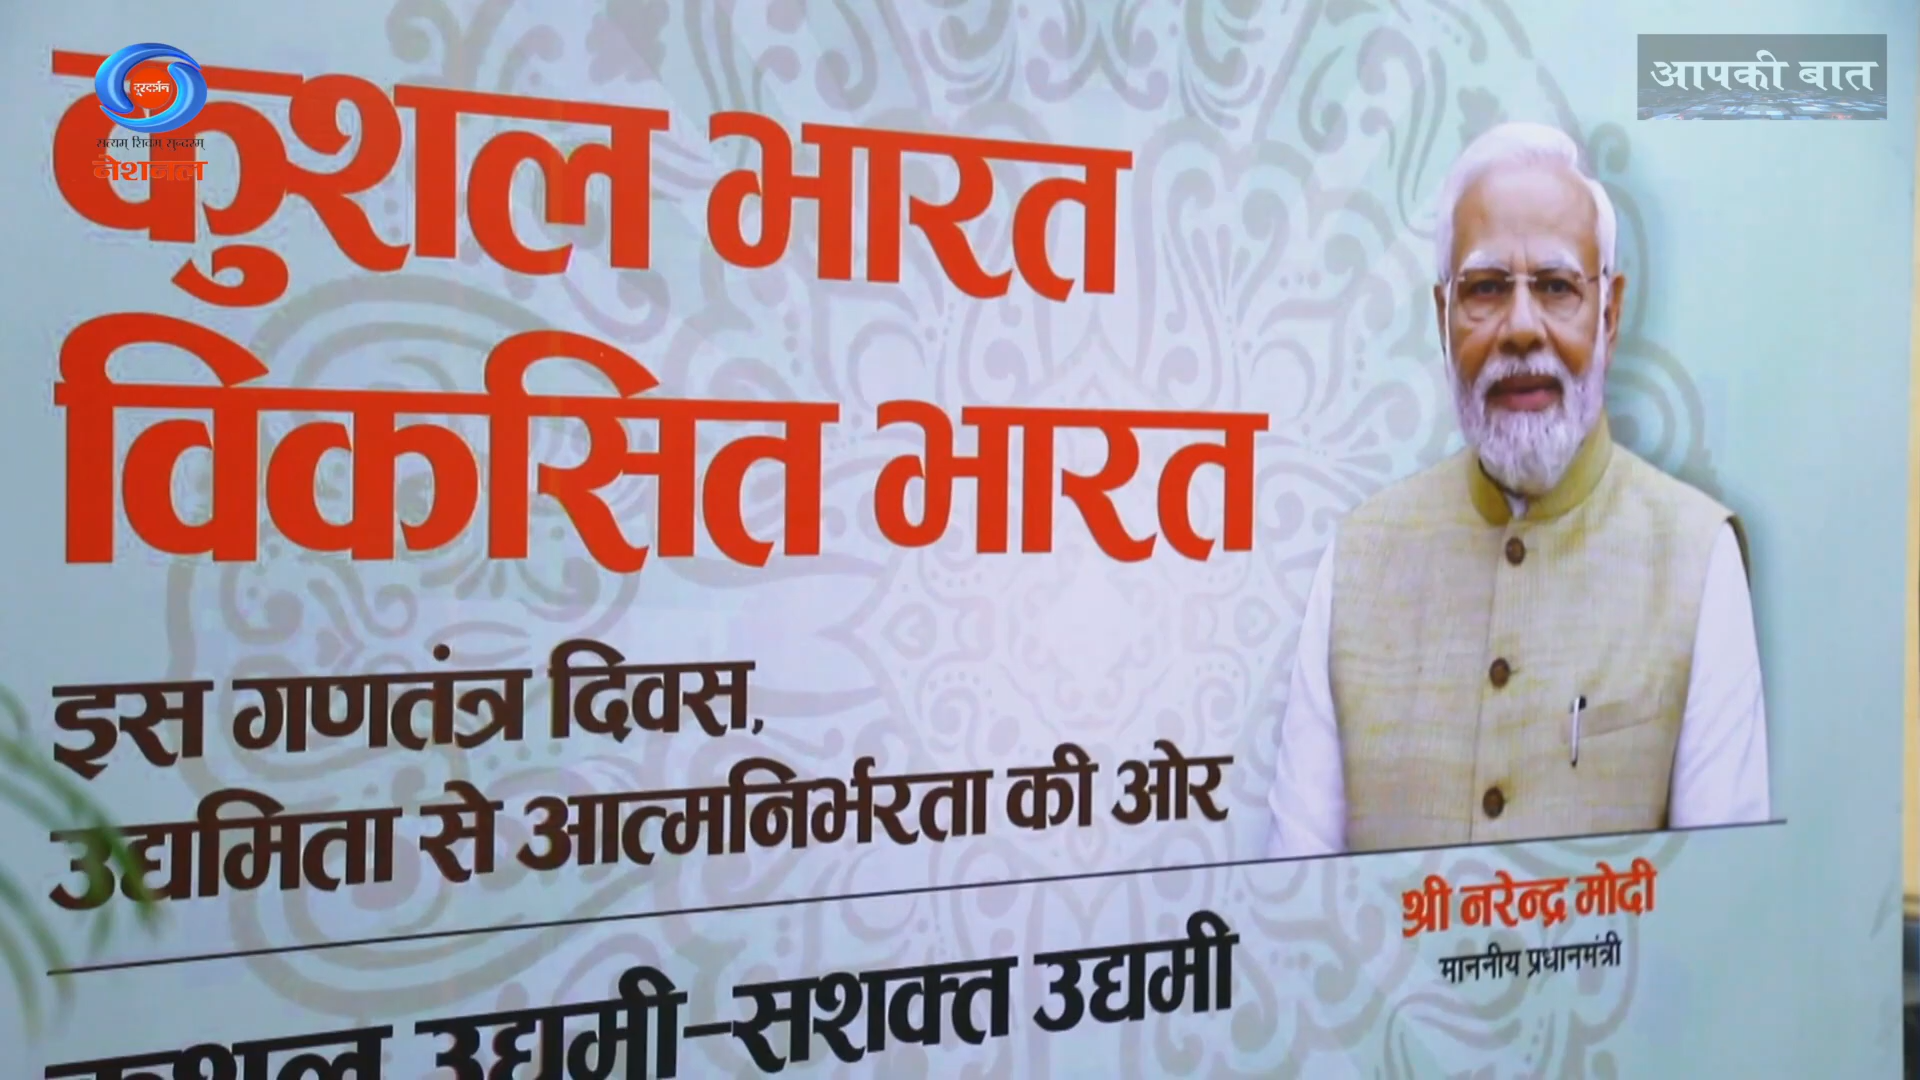 दूरदर्शन
सत्यम् शिवम् सुन्दरम्
नेशनल
आपकी बात
कुशल भारत
विकसित भारत
इस गणतंत्र दिवस,
उद्यमिता से आत्मनिर्भरता की ओर
श्री नरेन्द्र मोदी
माननीय प्रधानमंत्री
कुशल उद्यमी-सशक्त उद्यमी